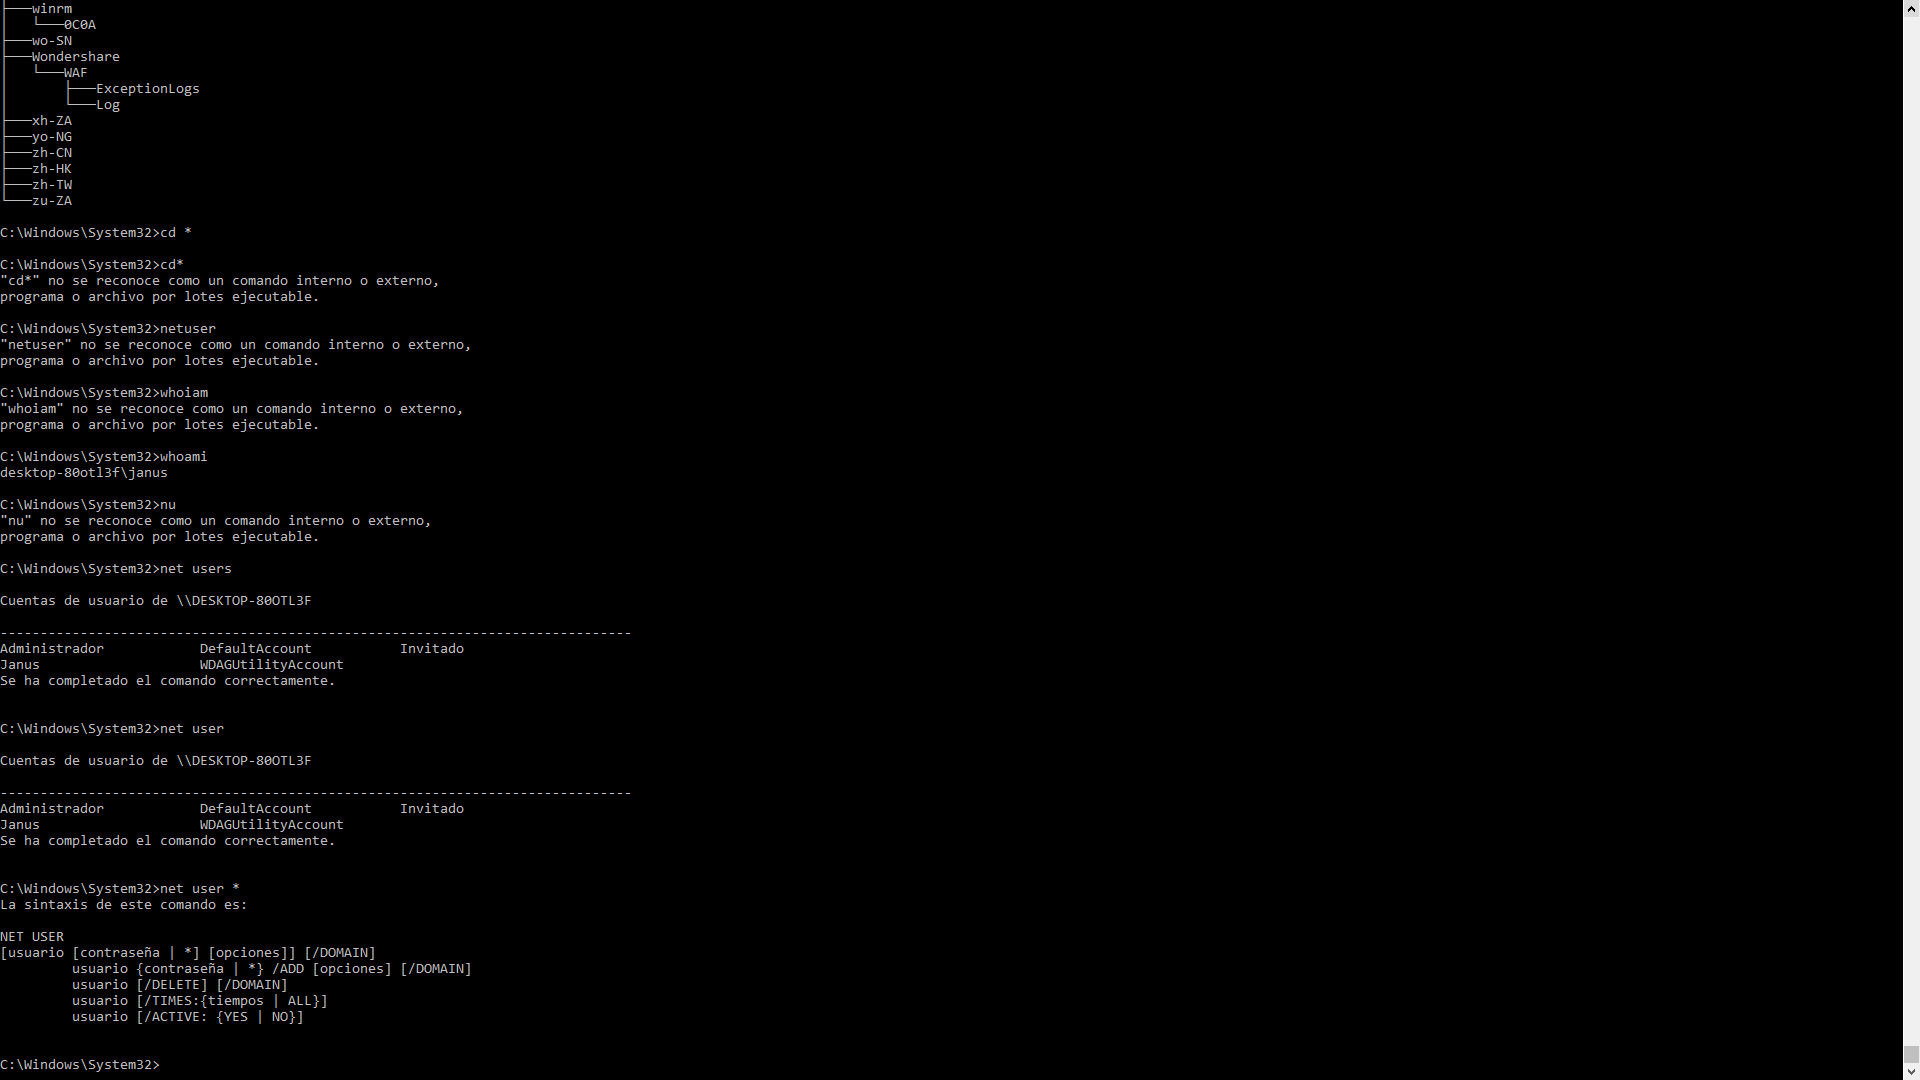 ├───winrm
│   └───0C0A
├───wo-SN
├───Wondershare
│   └───WAF
│       ├───ExceptionLogs
│       └───Log
├───xh-ZA
├───yo-NG
├───zh-CN
├───zh-HK
├───zh-TW
└───zu-ZA
C:\Windows\System32>cd *
C:\Windows\System32>cd*
"cd*" no se reconoce como un comando interno o externo,
programa o archivo por lotes ejecutable.
C:\Windows\System32>netuser
"netuser" no se reconoce como un comando interno o externo,
programa o archivo por lotes ejecutable.
C:\Windows\System32>whoiam
"whoiam" no se reconoce como un comando interno o externo,
programa o archivo por lotes ejecutable.
C:\Windows\System32>whoami
desktop-80otl3f\janus
C:\Windows\System32>nu
"nu" no se reconoce como un comando interno o externo,
programa o archivo por lotes ejecutable.
C:\Windows\System32>net users
Cuentas de usuario de \\DESKTOP-80OTL3F
-------------------------------------------------------------------------------
Administrador            DefaultAccount           Invitado
Janus                    WDAGUtilityAccount
Se ha completado el comando correctamente.
C:\Windows\System32>net user
Cuentas de usuario de \\DESKTOP-80OTL3F
-------------------------------------------------------------------------------
Administrador            DefaultAccount           Invitado
Janus                    WDAGUtilityAccount
Se ha completado el comando correctamente.
C:\Windows\System32>net user *
La sintaxis de este comando es:
NET USER
[usuario [contraseña | *] [opciones]] [/DOMAIN]
         usuario {contraseña | *} /ADD [opciones] [/DOMAIN]
         usuario [/DELETE] [/DOMAIN]
         usuario [/TIMES:{tiempos | ALL}]
         usuario [/ACTIVE: {YES | NO}]
C:\Windows\System32>